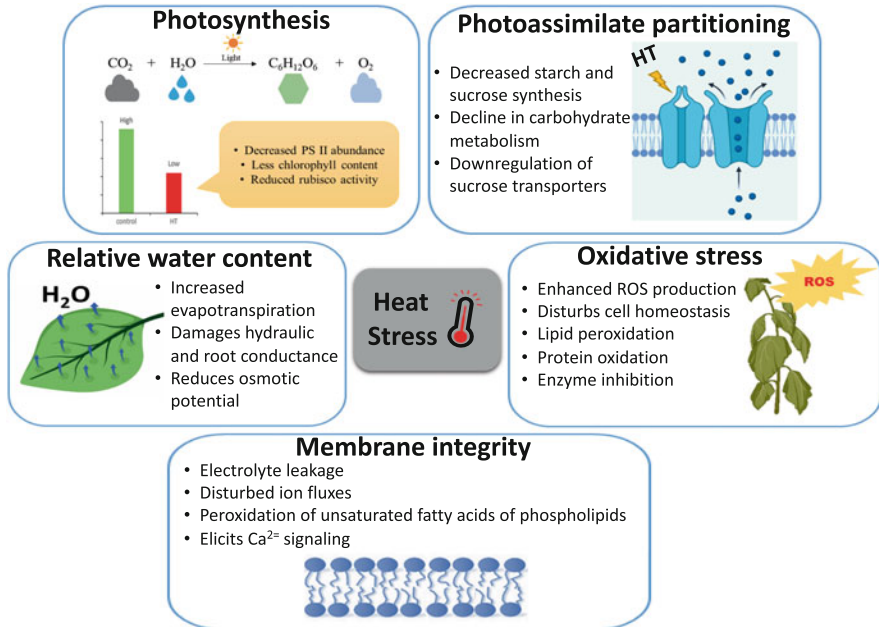 Photosynthesis
CO₂ + H₂O Light C₆H₁₂O₆ + O₂
High
Low
control HT
• Decreased PS II abundance
• Less chlorophyll content
• Reduced rubisco activity
Photoassimilate partitioning
HT
• Decreased starch and
sucrose synthesis
• Decline in carbohydrate
metabolism
• Downregulation of
sucrose transporters
Relative water content
H₂O
• Increased
evapotranspiration
• Damages hydraulic
and root conductance
• Reduces osmotic
potential
Heat
Stress
Oxidative stress
• Enhanced ROS production
• Disturbs cell homeostasis
• Lipid peroxidation
• Protein oxidation
• Enzyme inhibition
ROS
Membrane integrity
• Electrolyte leakage
• Disturbed ion fluxes
• Peroxidation of unsaturated fatty acids of phospholipids
• Elicits Ca²⁼ signaling